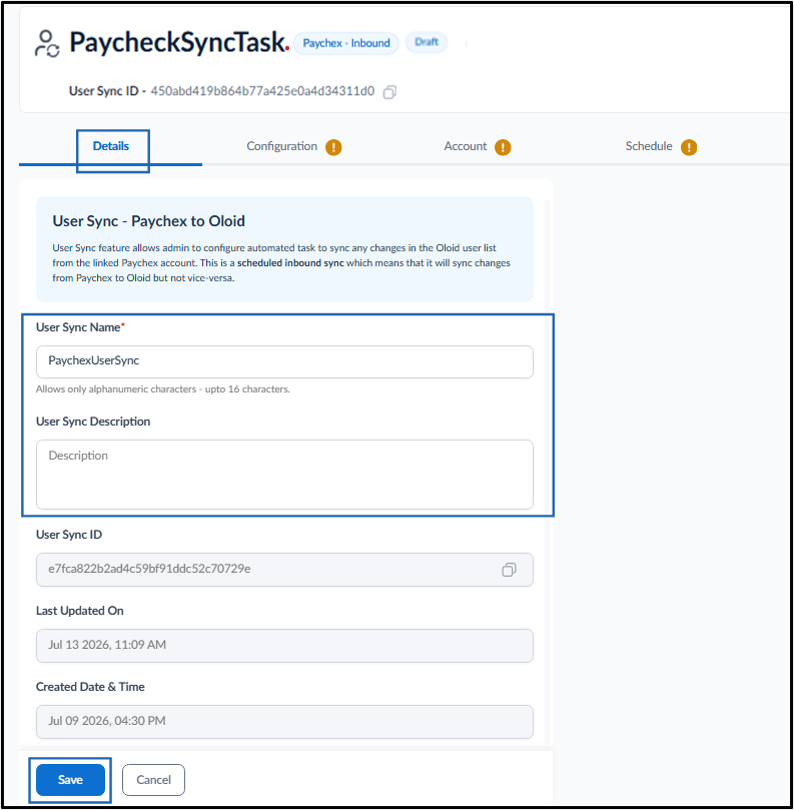 PaycheckSyncTask. Paychex - Inbound Draft
User Sync ID - 450abd419b864b77a425e0a4d34311d0
Details Configuration ! Account ! Schedule !
User Sync - Paychex to Oloid
User Sync feature allows admin to configure automated task to sync any changes in the Oloid user list
from the linked Paychex account. This is a scheduled inbound sync which means that it will sync changes
from Paychex to Oloid but not vice-versa.
User Sync Name*
PaychexUserSync
Allows only alphanumeric characters - upto 16 characters.
User Sync Description
Description
User Sync ID
e7fca822b2ad4c59bf91ddc52c70729e
Last Updated On
Jul 13 2026, 11:09 AM
Created Date & Time
Jul 09 2026, 04:30 PM
Save Cancel